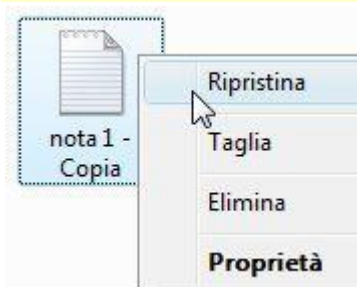 nota 1 -
Copia
Ripristina
Taglia
Elimina
Proprietà